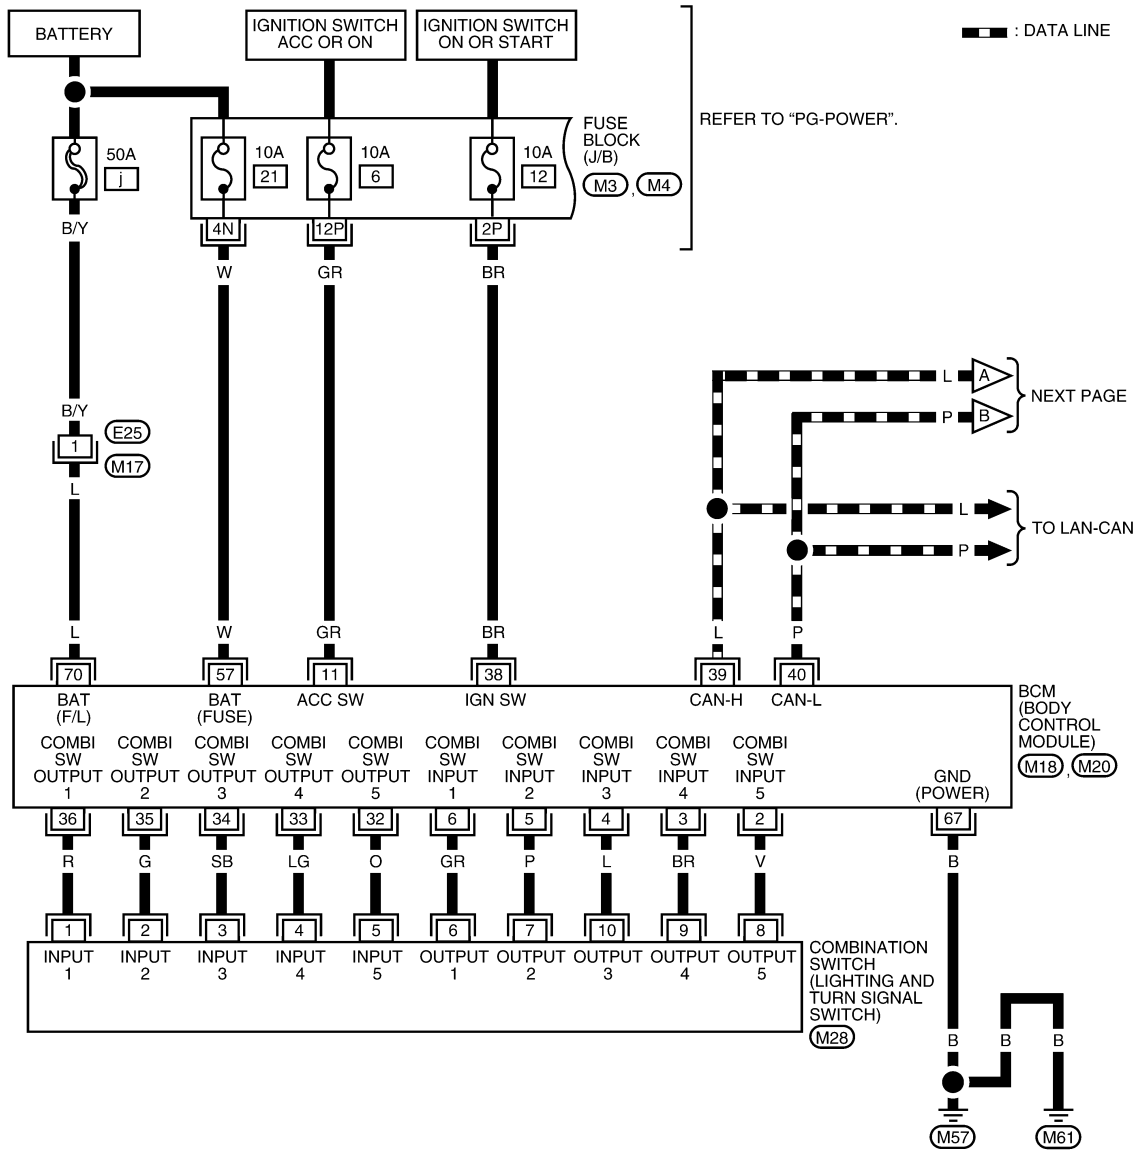 BATTERY
IGNITION SWITCH
ACC OR ON
IGNITION SWITCH
ON OR START
: DATA LINE
REFER TO “PG-POWER”.
50A
j
10A
21
10A
6
10A
12
FUSE
BLOCK
(J/B)
M3 , M4
4N
12P
2P
B/Y
W
GR
BR
B/Y
1
E25
M17
L
L A
P B
NEXT PAGE
L
P
TO LAN-CAN
L
W
GR
BR
L
P
70
57
11
38
39
40
BAT
(F/L)
BAT
(FUSE)
ACC SW
IGN SW
CAN-H
CAN-L
BCM
(BODY
CONTROL
MODULE)
M18 , M20
COMBI
SW
OUTPUT
1
COMBI
SW
OUTPUT
2
COMBI
SW
OUTPUT
3
COMBI
SW
OUTPUT
4
COMBI
SW
OUTPUT
5
COMBI
SW
INPUT
1
COMBI
SW
INPUT
2
COMBI
SW
INPUT
3
COMBI
SW
INPUT
4
COMBI
SW
INPUT
5
GND
(POWER)
36
35
34
33
32
6
5
4
3
2
67
R
G
SB
LG
O
GR
P
L
BR
V
B
1
2
3
4
5
6
7
10
9
8
INPUT
1
INPUT
2
INPUT
3
INPUT
4
INPUT
5
OUTPUT
1
OUTPUT
2
OUTPUT
3
OUTPUT
4
OUTPUT
5
COMBINATION
SWITCH
(LIGHTING AND
TURN SIGNAL
SWITCH)
M28
B
B
B
M57
M61